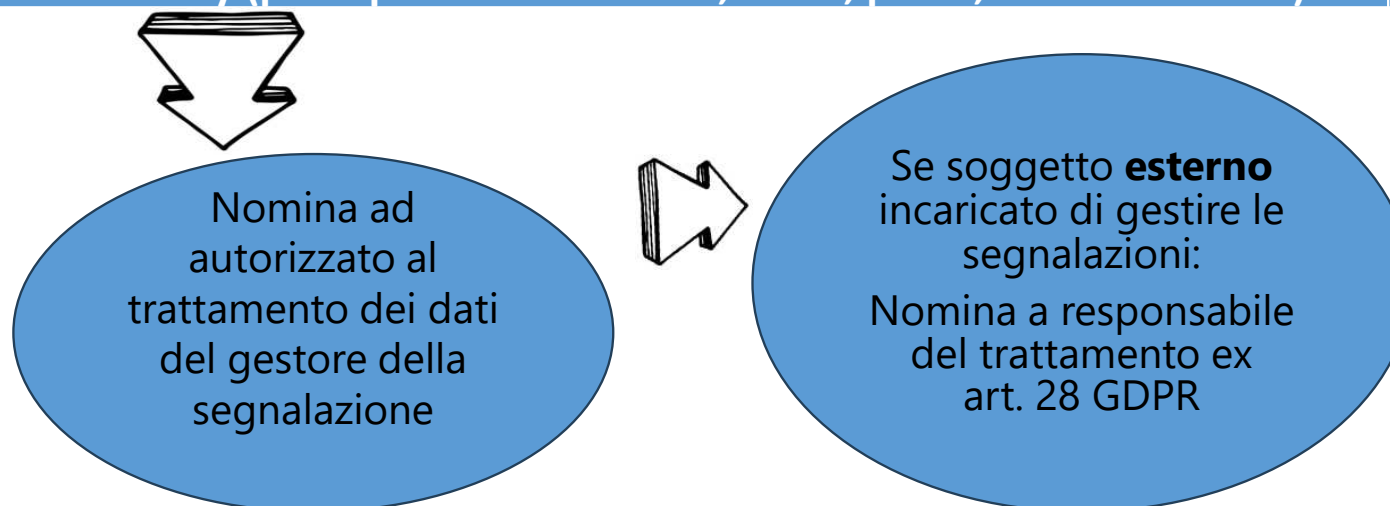 Nomina ad
autorizzato al
trattamento dei dati
del gestore della
segnalazione
Se soggetto esterno
incaricato di gestire le
segnalazioni:
Nomina a responsabile
del trattamento ex
art. 28 GDPR